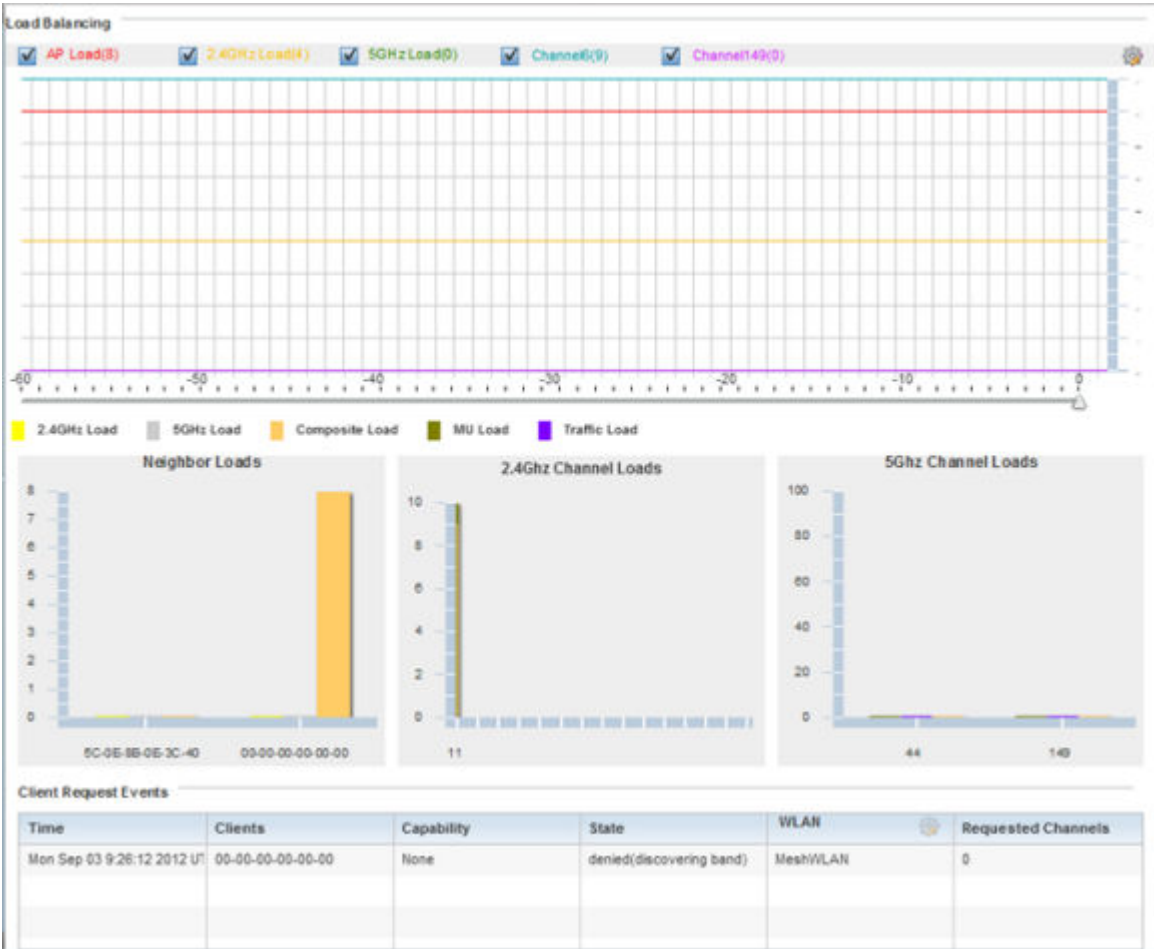 Load Balancing
AP Load(8) 2.4GHz Load(4) 5GHz Load(0) Channel6(9) Channel149(0)
-60 -50 -40 -30 -20 -10 0
2.4GHz Load 5GHz Load Composite Load MU Load Traffic Load
Neighbor Loads
8
7
6
5
4
3
2
1
0
5C-0E-8B-0E-3C-40 00-00-00-00-00-00
2.4Ghz Channel Loads
10
8
6
4
2
0
11
5Ghz Channel Loads
100
80
60
40
20
0
44 149
Client Request Events
Time Clients Capability State WLAN Requested Channels
Mon Sep 03 9:26:12 2012 UT 00-00-00-00-00-00 None denied(discovering band) MeshWLAN 0